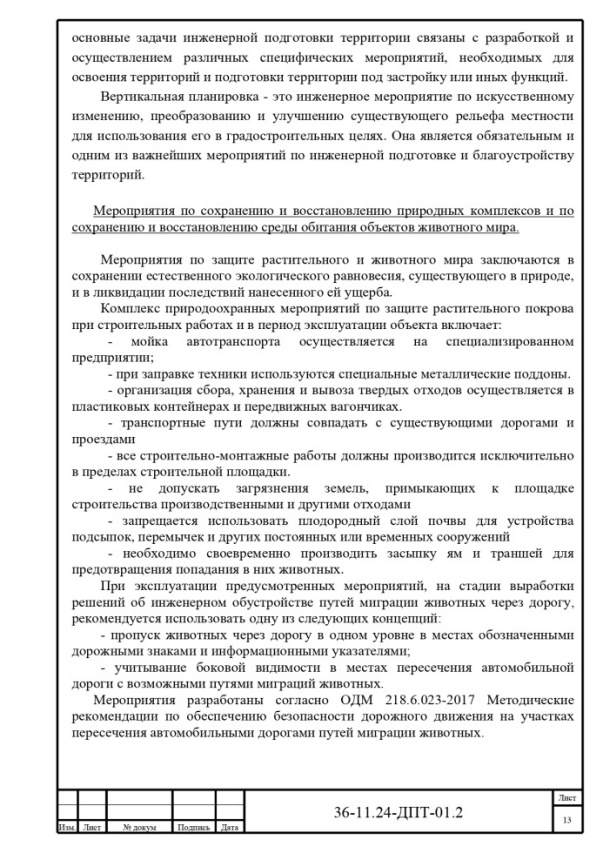 основные задачи инженерной подготовки территории связаны с разработкой и
осуществлением различных специфических мероприятий, необходимых для
освоения территорий и подготовки территории под застройку или иных функций.
Вертикальная планировка - это инженерное мероприятие по искусственному
изменению, преобразованию и улучшению существующего рельефа местности
для использования его в градостроительных целях. Она является обязательным и
одним из важнейших мероприятий по инженерной подготовке и благоустройству
территорий.
Мероприятия по сохранению и восстановлению природных комплексов и по
сохранению и восстановлению среды обитания объектов животного мира.
Мероприятия по защите растительного и животного мира заключаются в
сохранении естественного экологического равновесия, существующего в природе,
и в ликвидации последствий нанесенного ей ущерба.
Комплекс природоохранных мероприятий по защите растительного покрова
при строительных работах и в период эксплуатации объекта включает:
- мойка автотранспорта осуществляется на специализированном
предприятии;
- при заправке техники используются специальные металлические поддоны.
- организация сбора, хранения и вывоза твердых отходов осуществляется в
пластиковых контейнерах и передвижных вагончиках.
- транспортные пути должны совпадать с существующими дорогами и
проездами
- все строительно-монтажные работы должны производится исключительно
в пределах строительной площадки.
- не допускать загрязнения земель, примыкающих к площадке
строительства производственными и другими отходами
- запрещается использовать плодородный слой почвы для устройства
подсыпок, перемычек и других постоянных или временных сооружений
- необходимо своевременно производить засыпку ям и траншей для
предотвращения попадания в них животных.
При эксплуатации предусмотренных мероприятий, на стадии выработки
решений об инженерном обустройстве путей миграции животных через дорогу,
рекомендуется использовать одну из следующих концепций:
- пропуск животных через дорогу в одном уровне в местах обозначенными
дорожными знаками и информационными указателями;
- учитывание боковой видимости в местах пересечения автомобильной
дороги с возможными путями миграций животных.
Мероприятия разработаны согласно ОДМ 218.6.023-2017 Методические
рекомендации по обеспечению безопасности дорожного движения на участках
пересечения автомобильными дорогами путей миграции животных.
36-11.24-ДПТ-01.2
Лист
13
Изм. Лист № докум Подпись Дата